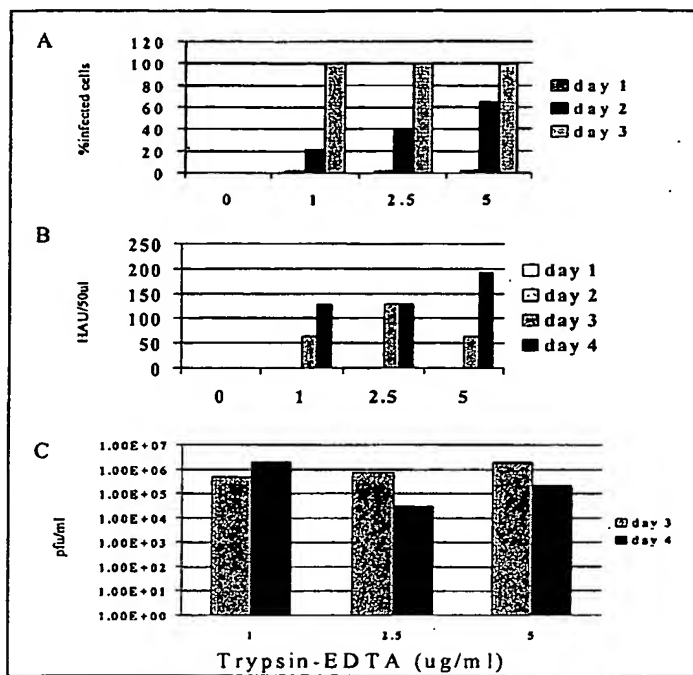 A
%infected cells
120
100
80
60
40
20
0
0 1 2.5 5
day 1
day 2
day 3
B
HAU/50ul
250
200
150
100
50
0
0 1 2.5 5
day 1
day 2
day 3
day 4
C
pfu/ml
1.00E+07
1.00E+06
1.00E+05
1.00E+04
1.00E+03
1.00E+02
1.00E+01
1.00E+00
1 2.5 5
day 3
day 4
Trypsin-EDTA (ug/ml)